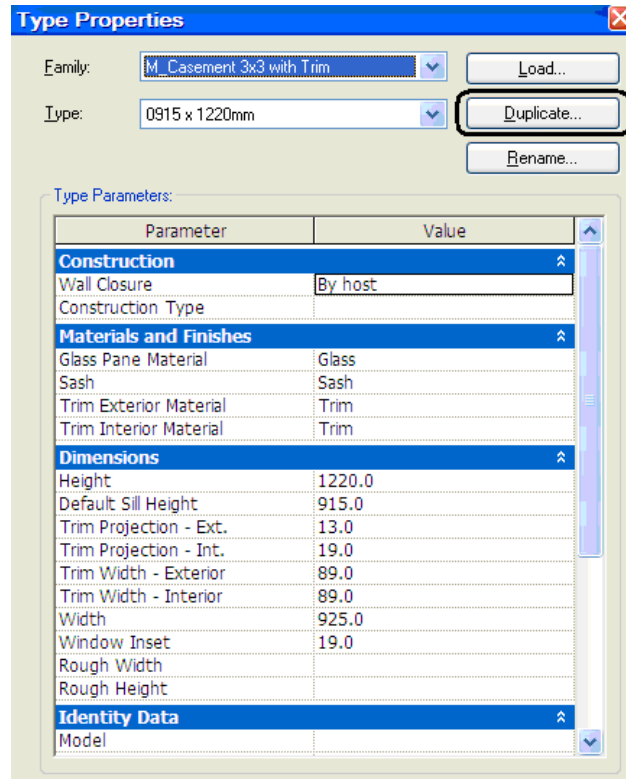 Type Properties
Family: M_Casement 3x3 with Trim Load...
Type: 0915 x 1220mm Duplicate...
Rename...
Type Parameters:
Parameter Value
Construction
Wall Closure By host
Construction Type
Materials and Finishes
Glass Pane Material Glass
Sash Sash
Trim Exterior Material Trim
Trim Interior Material Trim
Dimensions
Height 1220.0
Default Sill Height 915.0
Trim Projection - Ext. 13.0
Trim Projection - Int. 19.0
Trim Width - Exterior 89.0
Trim Width - Interior 89.0
Width 925.0
Window Inset 19.0
Rough Width
Rough Height
Identity Data
Model